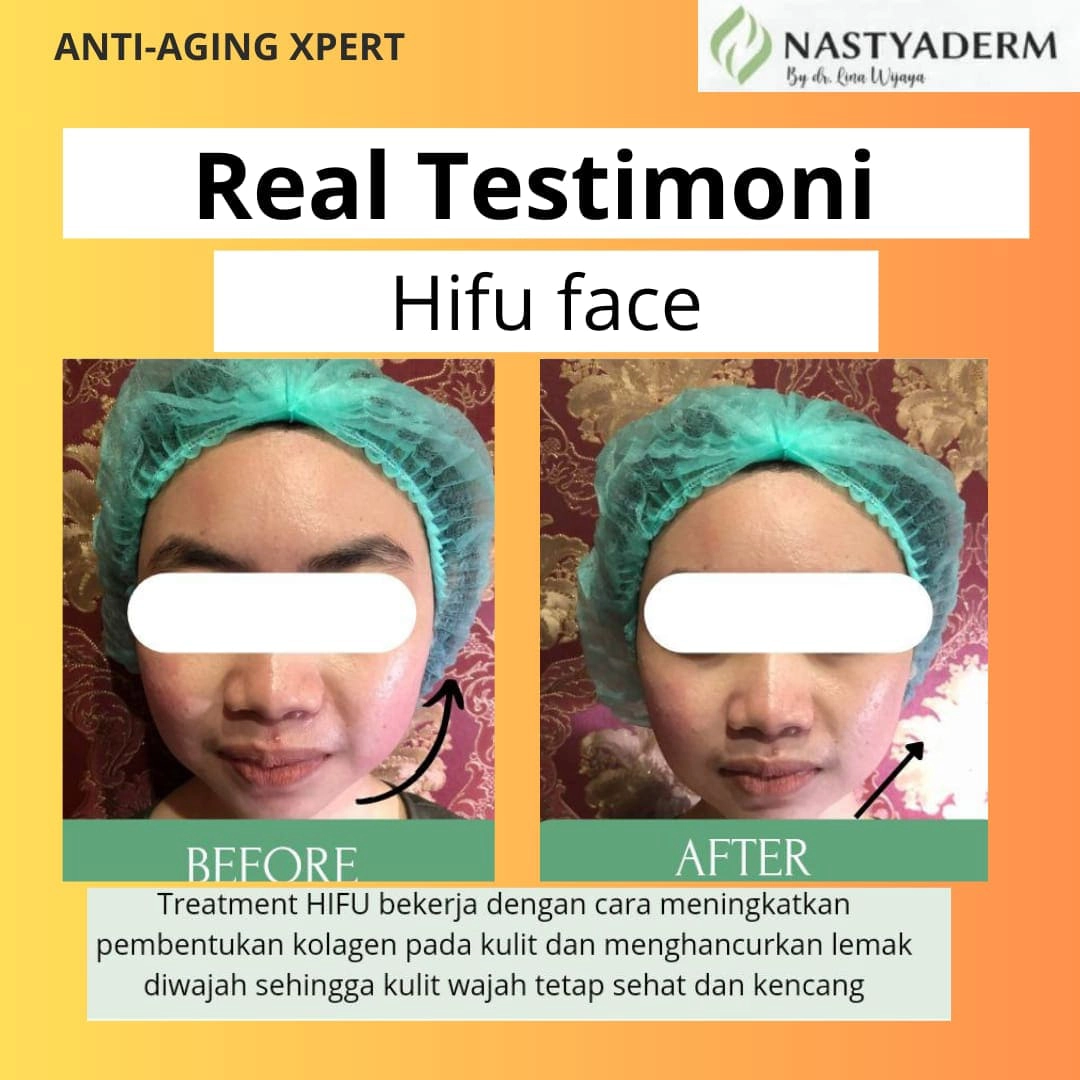 ANTI-AGING XPERT
NASTYADERM
By dr. Lina Wijaya
Real Testimoni
Hifu face
BEFORE
AFTER
Treatment HIFU bekerja dengan cara meningkatkan
pembentukan kolagen pada kulit dan menghancurkan lemak
diwajah sehingga kulit wajah tetap sehat dan kencang